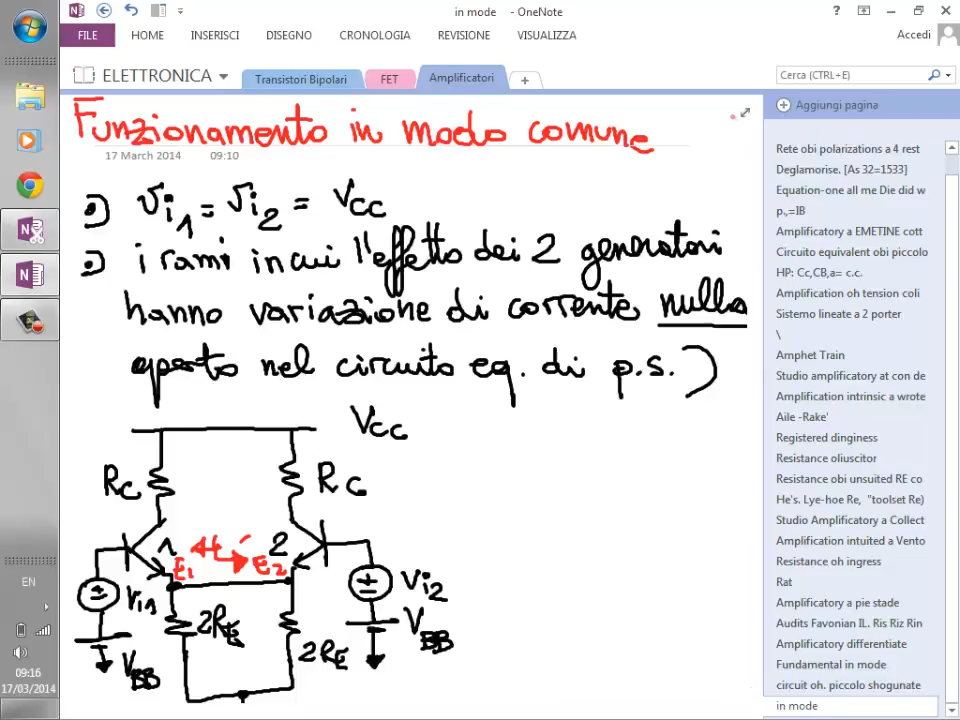 in mode - OneNote
FILE HOME INSERISCI DISEGNO CRONOLOGIA REVISIONE VISUALIZZA Accedi
ELETTRONICA Transistori Bipolari FET Amplificatori Cerca (CTRL+E)
Funzionamento in modo comune
17 March 2014 09:10
vi1 = vi2 = Vcc
i rami in cui l'effetto dei 2 generatori
hanno variazione di corrente nulla
aperto nel circuito eq. di p.s.)
Vcc
Rc Rc
1 2
E1 E2
Vi1 Vi2
2RE VBB
VBB 2RE
Aggiungi pagina
Rete obi polarizations a 4 rest
Deglamorise. [As 32=1533]
Equation-one all me Die did w
p.,=IB
Amplificatory a EMETINE cott
Circuito equivalent obi piccolo
HP: Cc,CB,a= c.c.
Amplification oh tension coli
Sistemo lineate a 2 porter
\
Amphet Train
Studio amplificatory at con de
Amplification intrinsic a wrote
Aile -Rake'
Registered dinginess
Resistance oliuscitor
Resistance obi unsuited RE co
He's. Lye-hoe Re, "toolset Re)
Studio Amplificatory a Collect
Amplification intuited a Vento
Resistance oh ingress
Rat
Amplificatory a pie stade
Audits Favonian IL. Ris Riz Rin
Amplificatory differentiate
Fundamental in mode
circuit oh. piccolo shogunate
in mode
EN
09:16
17/03/2014